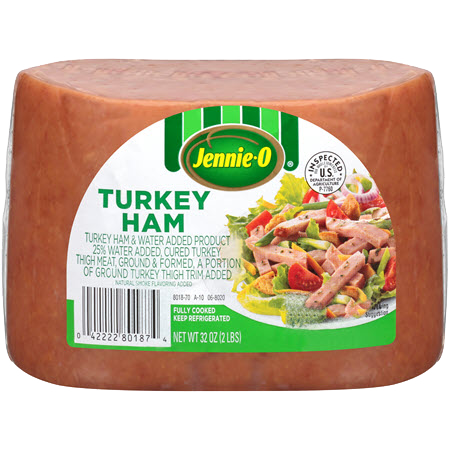 Jennie-O
INSPECTED
U.S.
DEPARTMENT OF
AGRICULTURE
P-7760
TURKEY
HAM
TURKEY HAM & WATER ADDED PRODUCT
25% WATER ADDED, CURED TURKEY
THIGH MEAT, GROUND & FORMED, A PORTION
OF GROUND TURKEY THIGH TRIM ADDED
NATURAL SMOKE FLAVORING ADDED
8018-70 A-10 06-8020
FULLY COOKED
KEEP REFRIGERATED
Serving
Suggestion
0 42222 80187 4
NET WT 32 OZ (2 LBS)